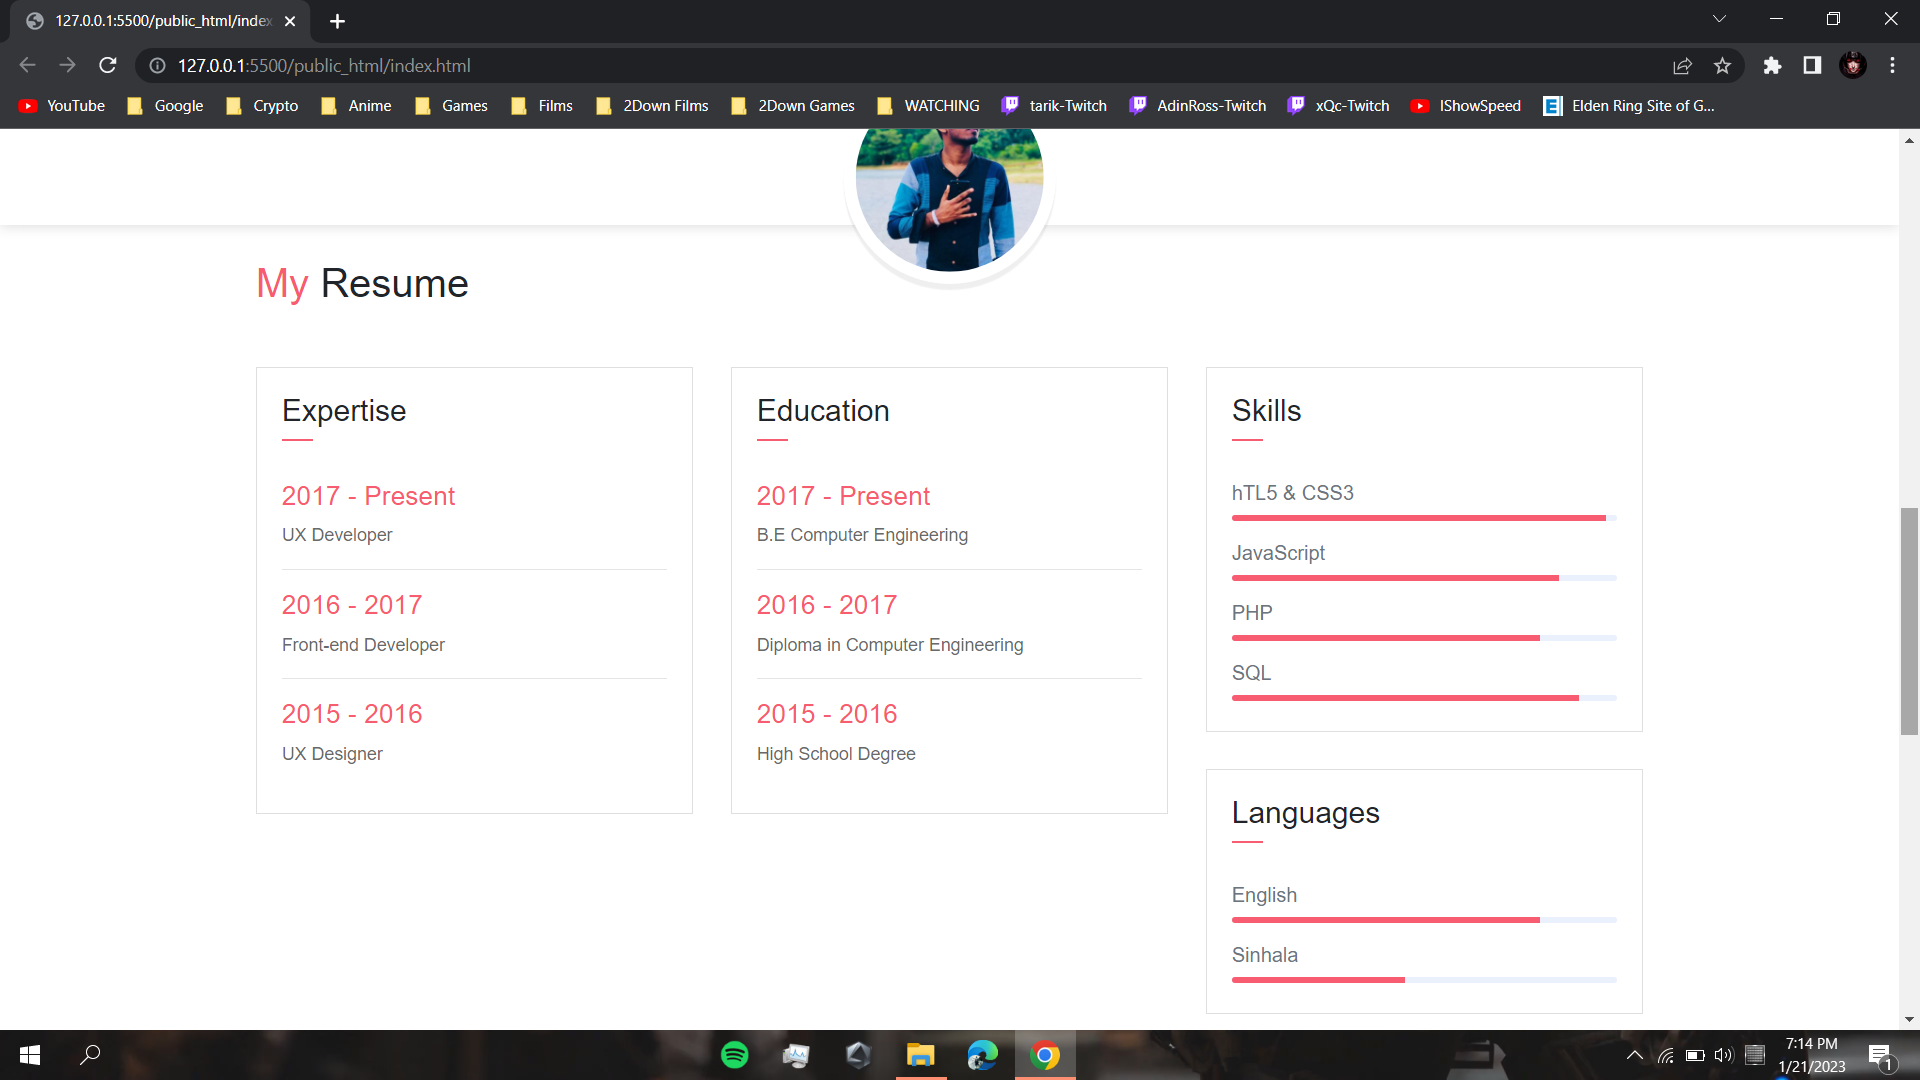 127.0.0.1:5500/public_html/index
127.0.0.1:5500/public_html/index.html
YouTube Google Crypto Anime Games Films 2Down Films 2Down Games WATCHING tarik-Twitch AdinRoss-Twitch xQc-Twitch IShowSpeed Elden Ring Site of G...
My Resume
Expertise
2017 - Present
UX Developer
2016 - 2017
Front-end Developer
2015 - 2016
UX Designer
Education
2017 - Present
B.E Computer Engineering
2016 - 2017
Diploma in Computer Engineering
2015 - 2016
High School Degree
Skills
hTL5 & CSS3
JavaScript
PHP
SQL
Languages
English
Sinhala
7:14 PM
1/21/2023
1